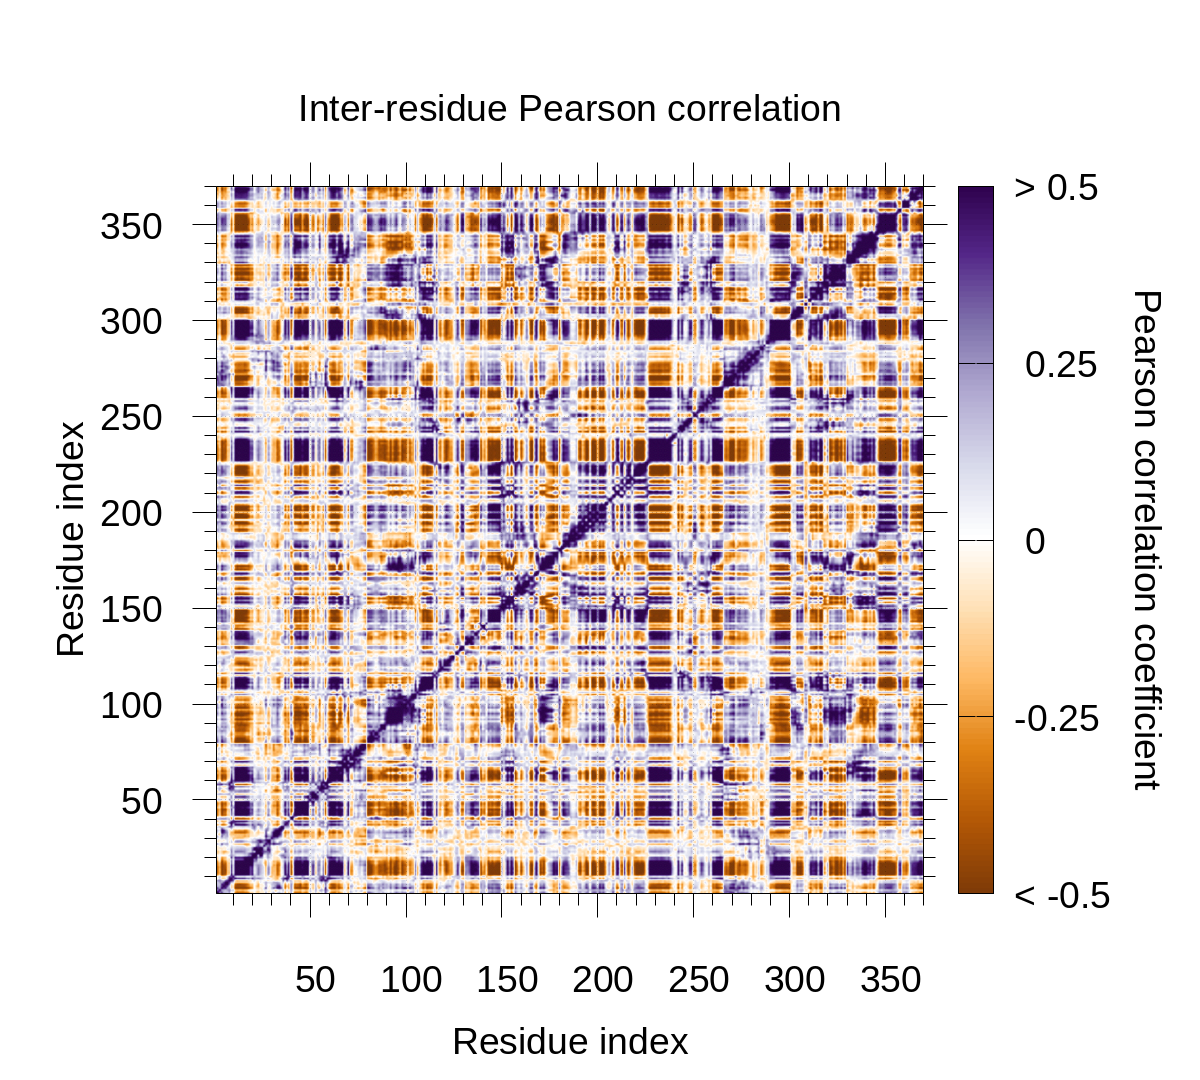 Inter-residue Pearson correlation
> 0.5
0.25
0
-0.25
< -0.5
Pearson correlation coefficient
Residue index
350
300
250
200
150
100
50
50 100 150 200 250 300 350
Residue index